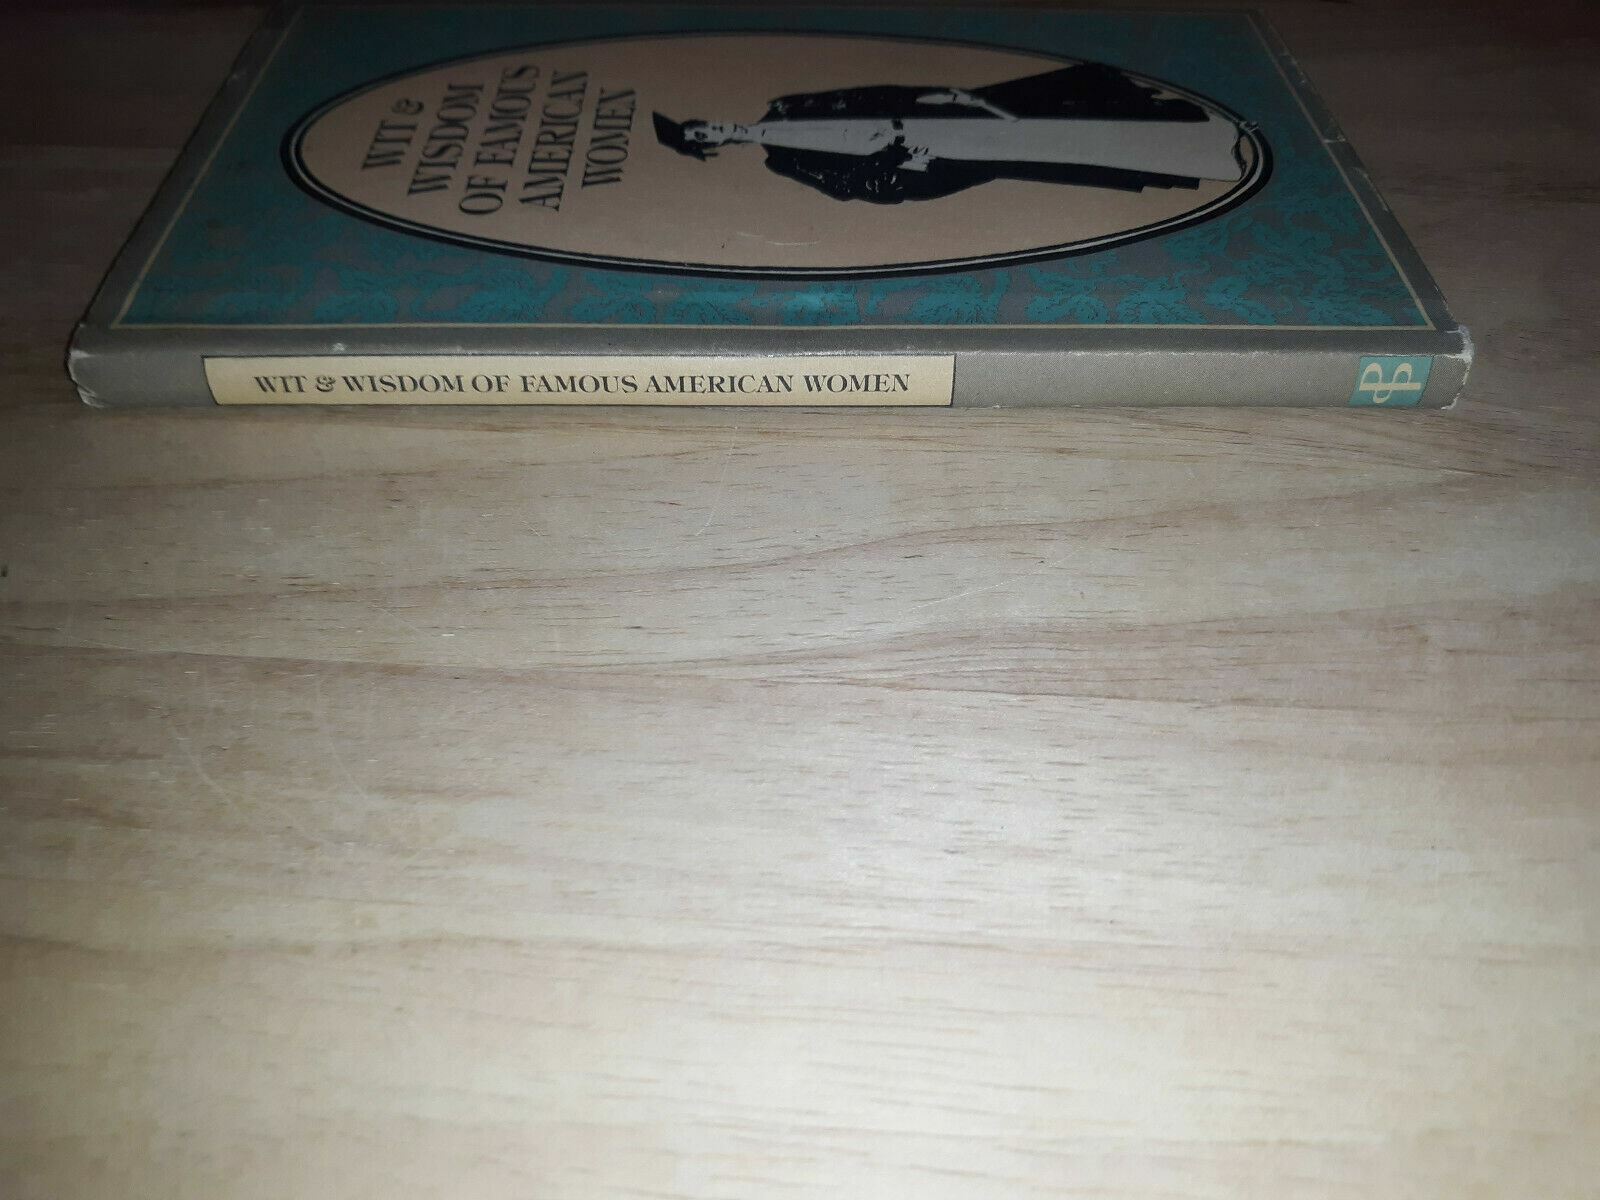 WIT &
WISDOM
OF FAMOUS
AMERICAN
WOMEN
WIT & WISDOM OF FAMOUS AMERICAN WOMEN